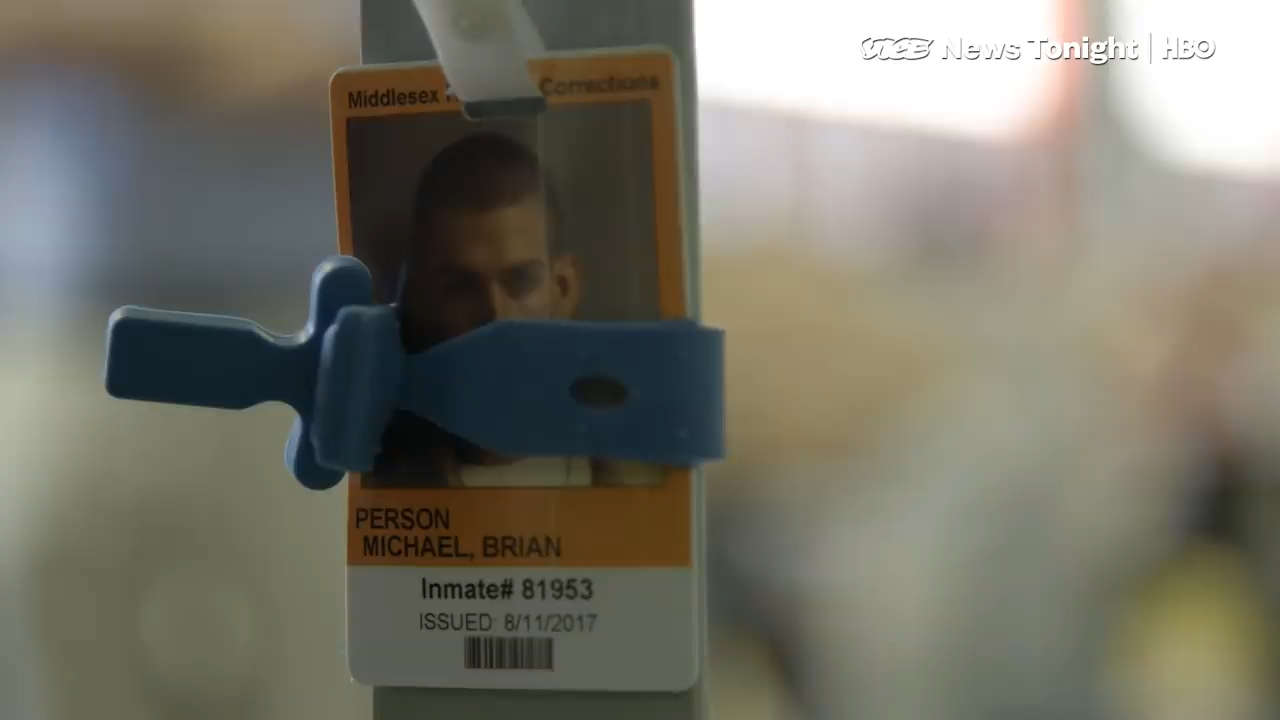 VICE News Tonight | HBO
Middlesex Corrections
PERSON
MICHAEL, BRIAN
Inmate# 81953
ISSUED: 8/11/2017